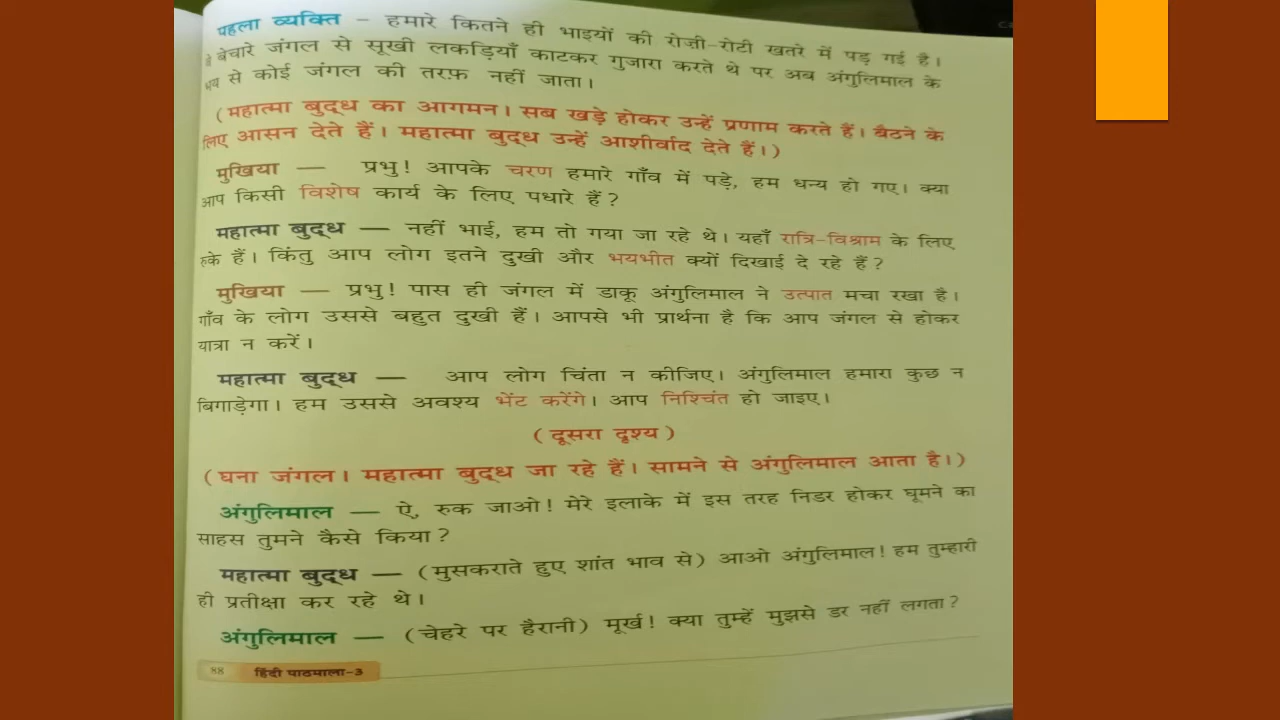 पहला व्यक्ति – हमारे कितने ही भाइयों की रोज़ी-रोटी खतरे में पड़ गई है।
वे बेचारे जंगल से सूखी लकड़ियाँ काटकर गुजारा करते थे पर अब अंगुलिमाल के
भय से कोई जंगल की तरफ़ नहीं जाता।
(महात्मा बुद्ध का आगमन। सब खड़े होकर उन्हें प्रणाम करते हैं। बैठने के
लिए आसन देते हैं। महात्मा बुद्ध उन्हें आशीर्वाद देते हैं।)
मुखिया — प्रभु! आपके चरण हमारे गाँव में पड़े, हम धन्य हो गए। क्या
आप किसी विशेष कार्य के लिए पधारे हैं?
महात्मा बुद्ध — नहीं भाई, हम तो गया जा रहे थे। यहाँ रात्रि-विश्राम के लिए
रुके हैं। किंतु आप लोग इतने दुखी और भयभीत क्यों दिखाई दे रहे हैं?
मुखिया — प्रभु! पास ही जंगल में डाकू अंगुलिमाल ने उत्पात मचा रखा है।
गाँव के लोग उससे बहुत दुखी हैं। आपसे भी प्रार्थना है कि आप जंगल से होकर
यात्रा न करें।
महात्मा बुद्ध — आप लोग चिंता न कीजिए। अंगुलिमाल हमारा कुछ न
बिगाड़ेगा। हम उससे अवश्य भेंट करेंगे। आप निश्चिंत हो जाइए।
(दूसरा दृश्य)
(घना जंगल। महात्मा बुद्ध जा रहे हैं। सामने से अंगुलिमाल आता है।)
अंगुलिमाल — ऐ, रुक जाओ! मेरे इलाके में इस तरह निडर होकर घूमने का
साहस तुमने कैसे किया?
महात्मा बुद्ध — (मुसकराते हुए शांत भाव से) आओ अंगुलिमाल! हम तुम्हारी
ही प्रतीक्षा कर रहे थे।
अंगुलिमाल — (चेहरे पर हैरानी) मूर्ख! क्या तुम्हें मुझसे डर नहीं लगता?
88 हिंदी पाठमाला-3